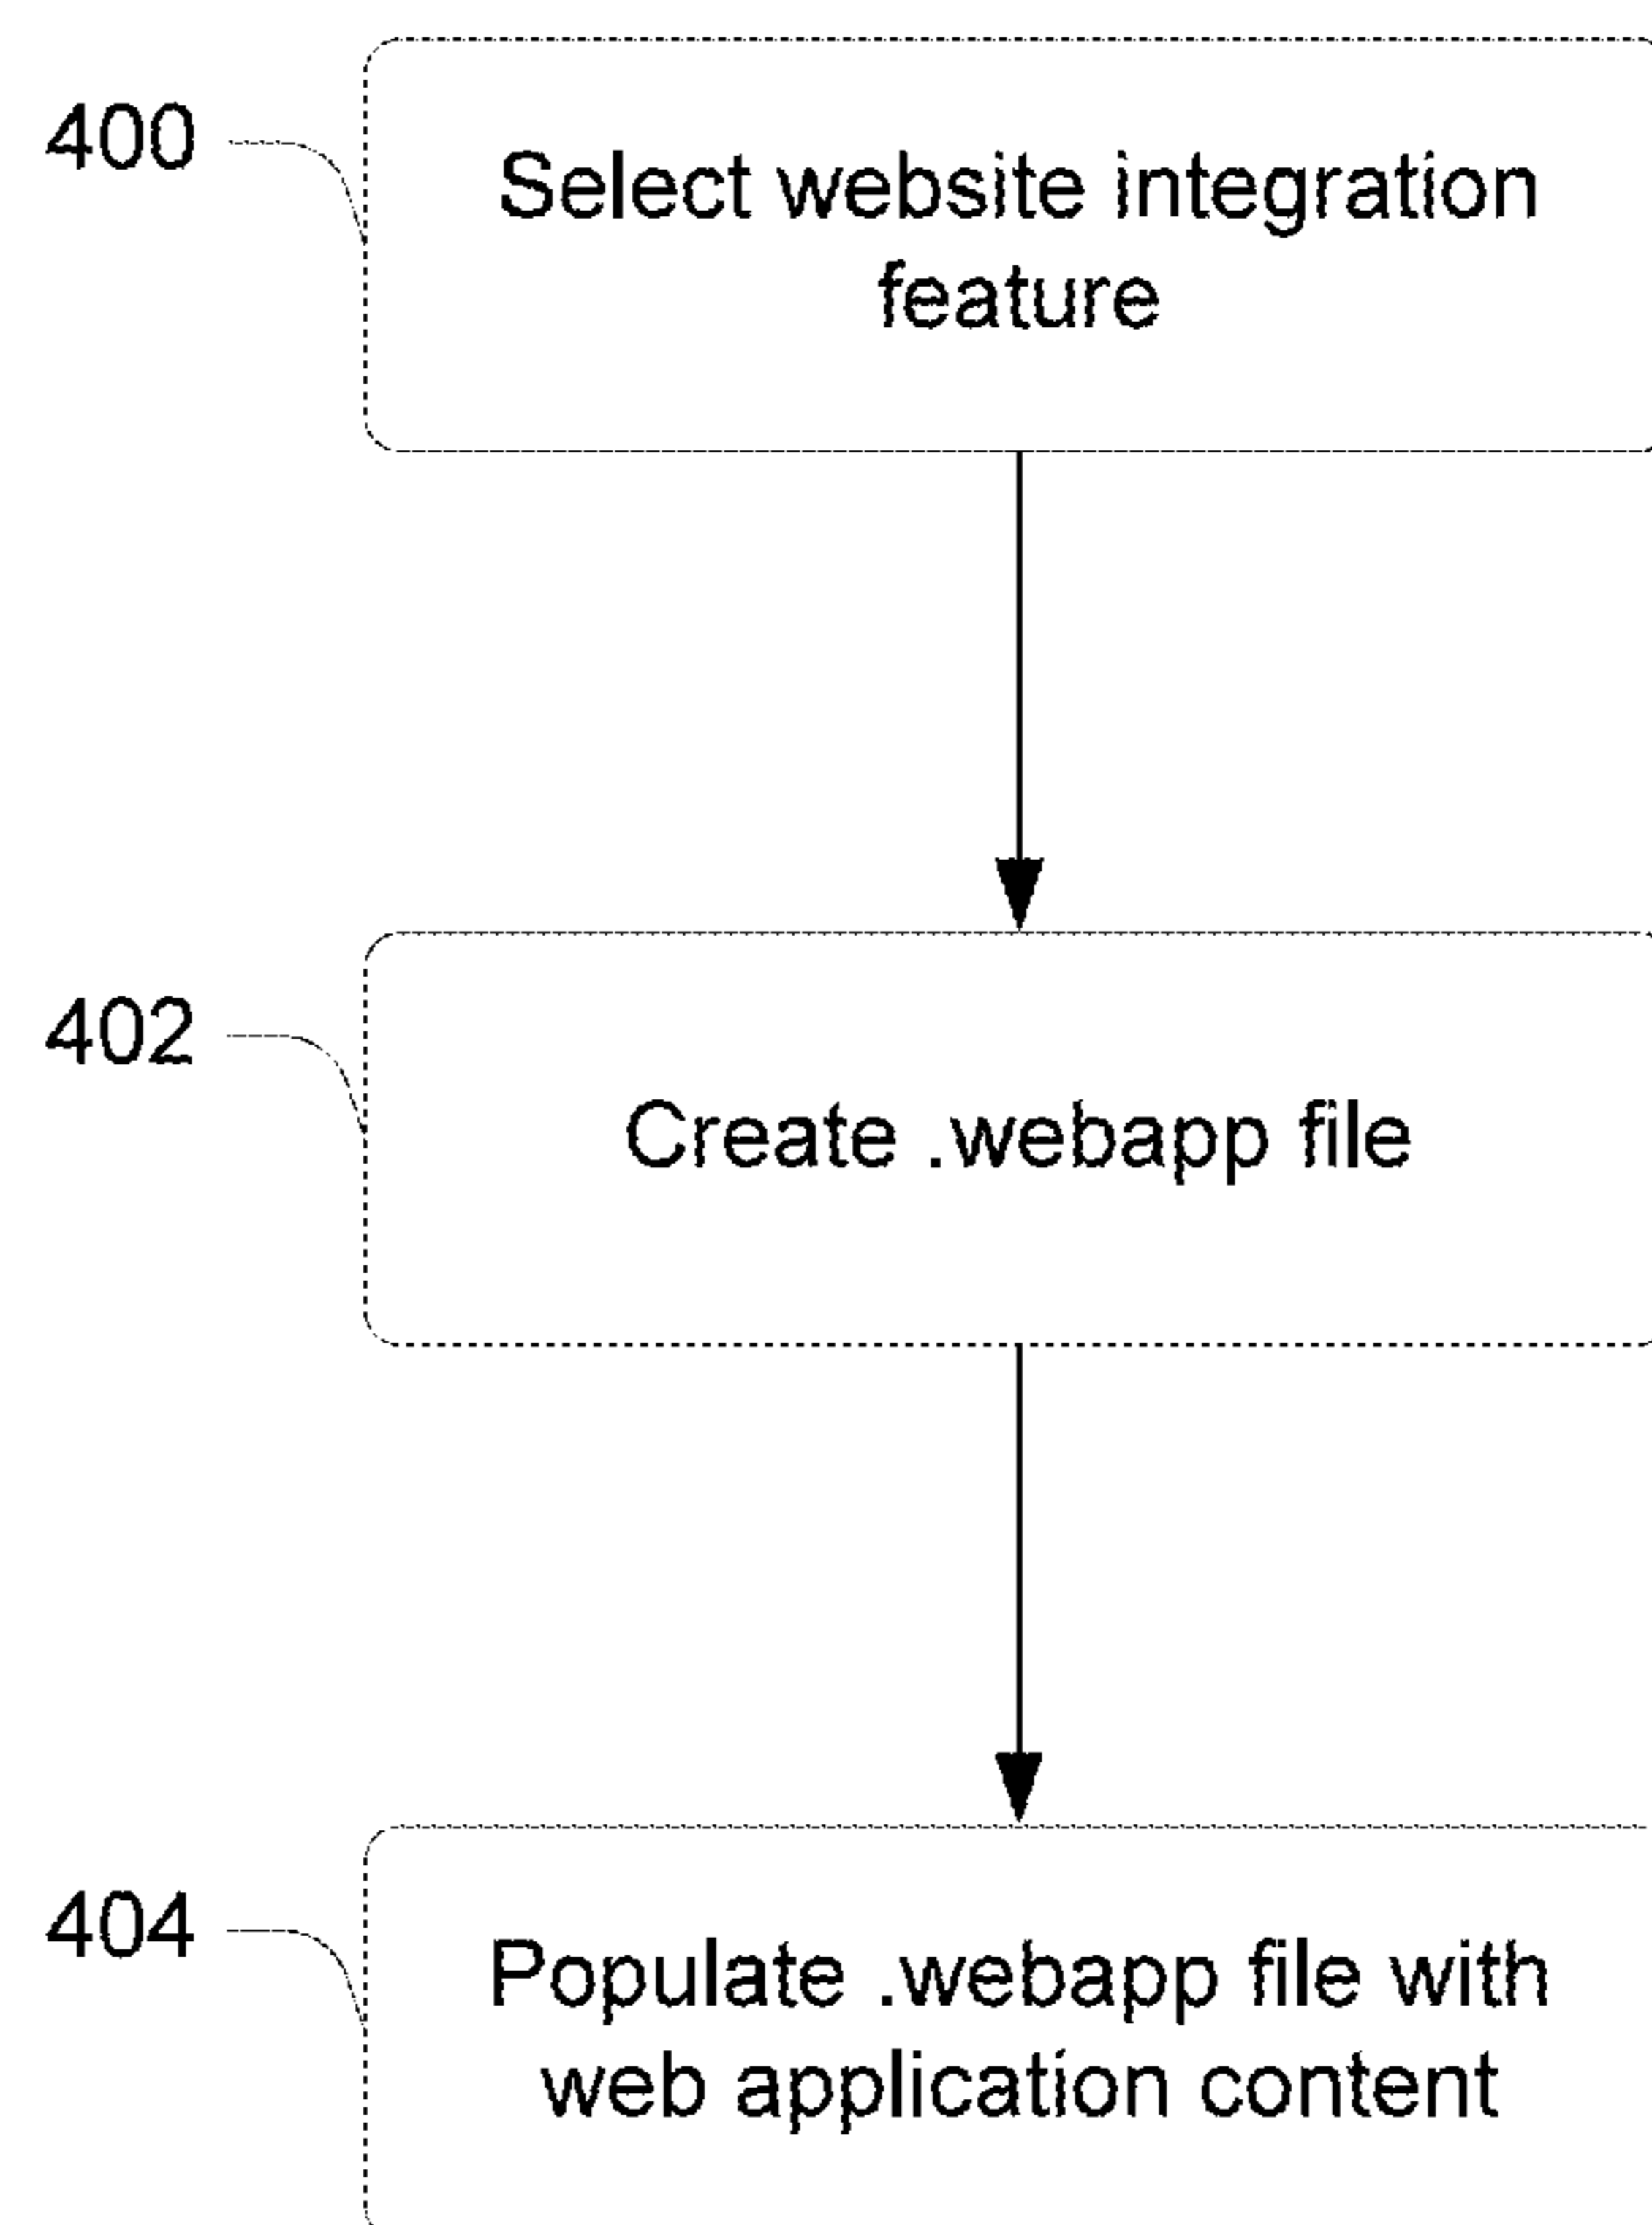 400
Select website integration
feature
402
Create .webapp file
404
Populate .webapp file with
web application content